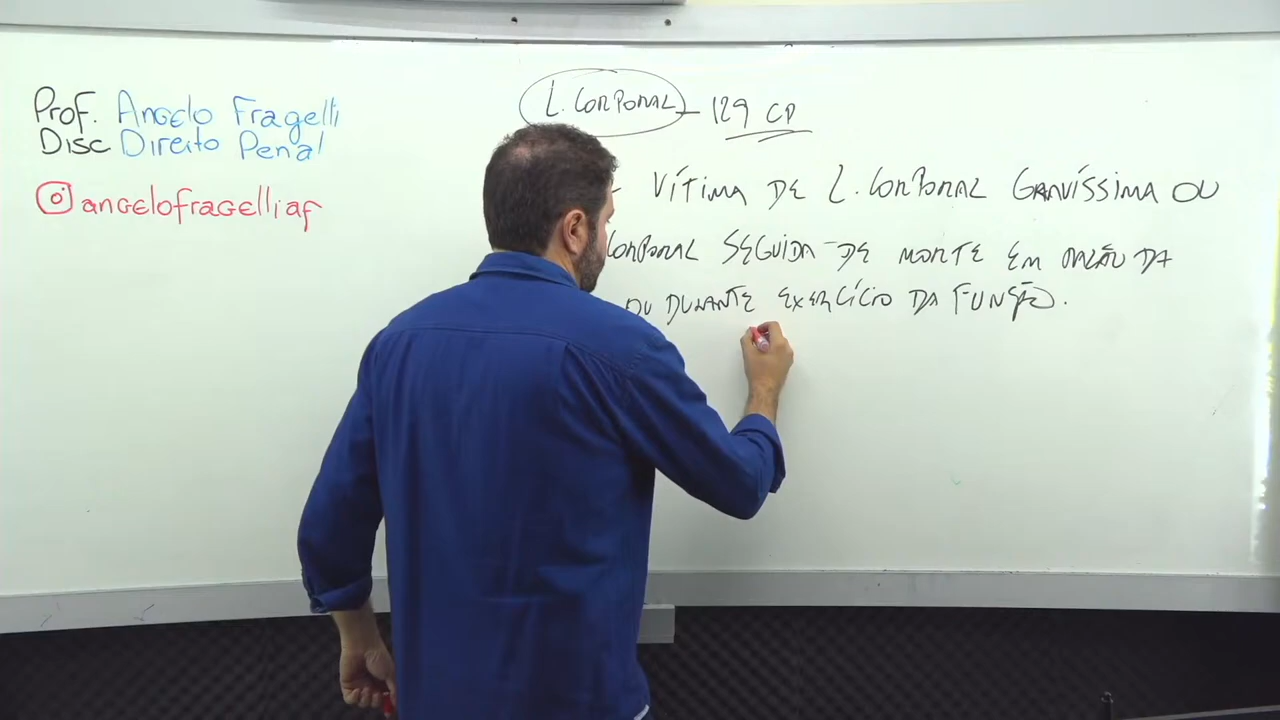 Prof. Angelo Fragelli
Disc Direito Penal
angelofragelliaf
L. CORPORAL - 129 CP
- VÍTIMA DE L. CORPORAL GRAVÍSSIMA OU
CORPORAL SEGUIDA DE MORTE EM RAZÃO DA
OU DURANTE EXERCÍCIO DA FUNÇÃO.